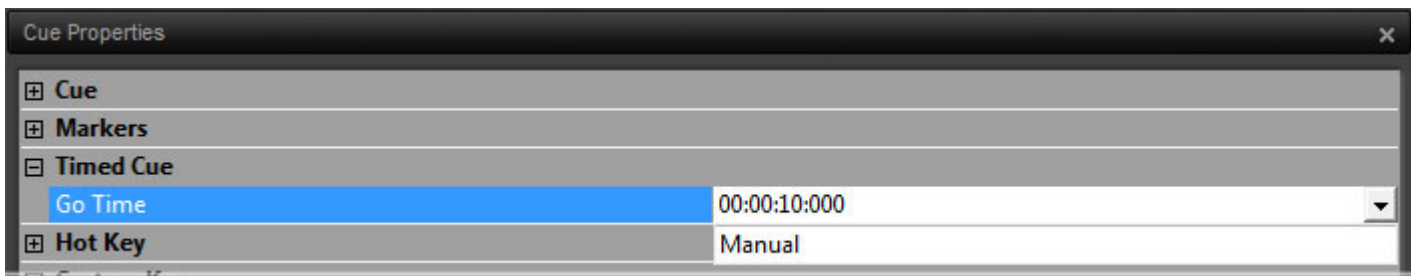 Cue Properties
Cue
Markers
Timed Cue
Go Time 00:00:10:000
Hot Key Manual